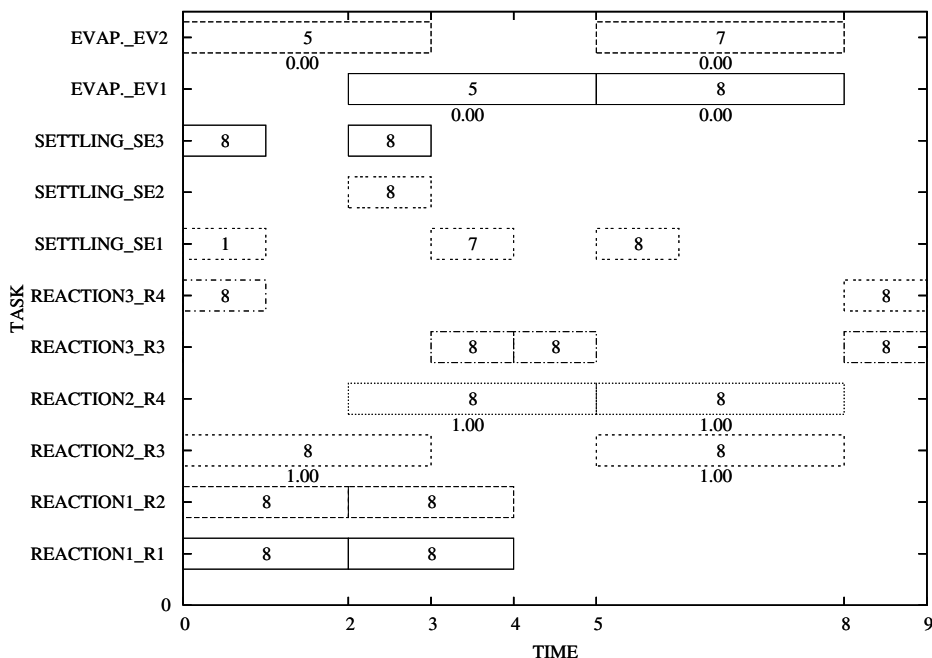 EVAP._EV2 5 7
0.00 0.00
EVAP._EV1 5 8
0.00 0.00
SETTLING_SE3 8 8
SETTLING_SE2 8
SETTLING_SE1 1 7 8
REACTION3_R4 8 8
TASK
REACTION3_R3 8 8 8
REACTION2_R4 8 8
1.00 1.00
REACTION2_R3 8 8
1.00 1.00
REACTION1_R2 8 8
REACTION1_R1 8 8
0
0 2 3 4 5 8 9
TIME